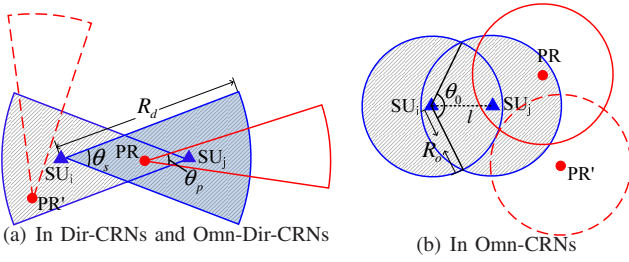 R_d
θ_s
SU_i
PR
SU_j
θ_p
PR'
(a) In Dir-CRNs and Omn-Dir-CRNs
PR
θ_0
SU_i
l
SU_j
R_o
PR'
(b) In Omn-CRNs